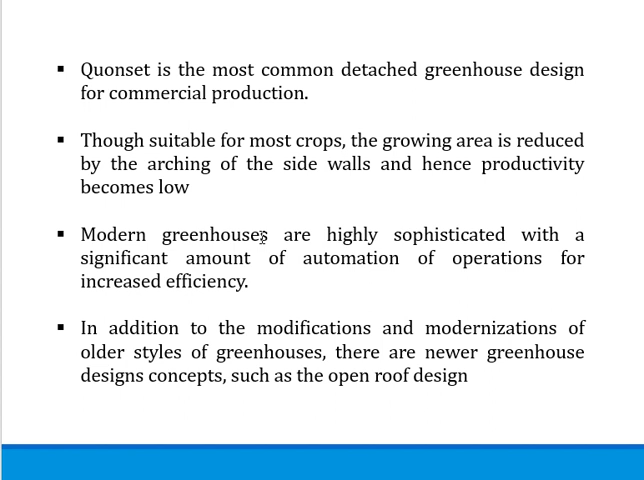 ▪ Quonset is the most common detached greenhouse design
for commercial production.
▪ Though suitable for most crops, the growing area is reduced
by the arching of the side walls and hence productivity
becomes low
▪ Modern greenhouses are highly sophisticated with a
significant amount of automation of operations for
increased efficiency.
▪ In addition to the modifications and modernizations of
older styles of greenhouses, there are newer greenhouse
designs concepts, such as the open roof design